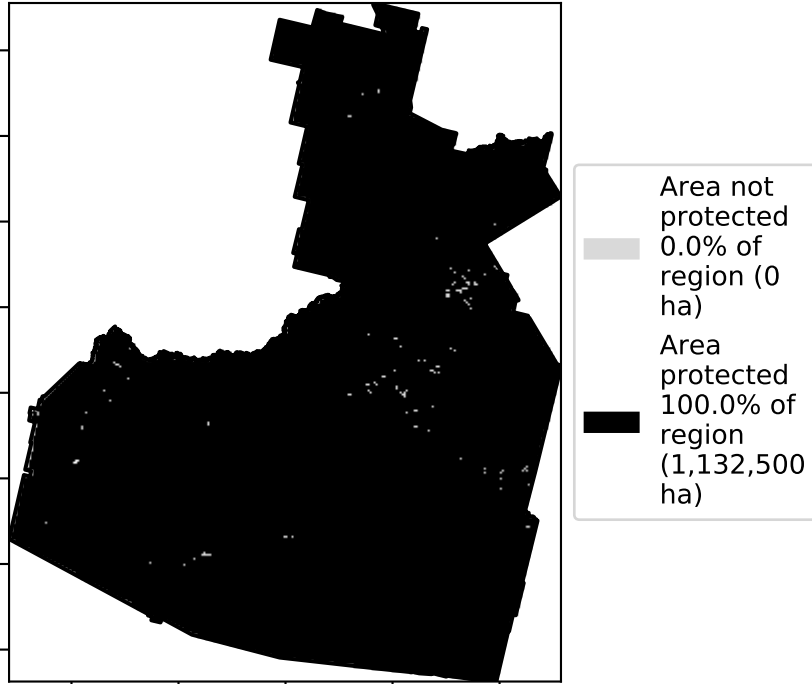 Area not
protected
0.0% of
region (0
ha)
Area
protected
100.0% of
region
(1,132,500
ha)